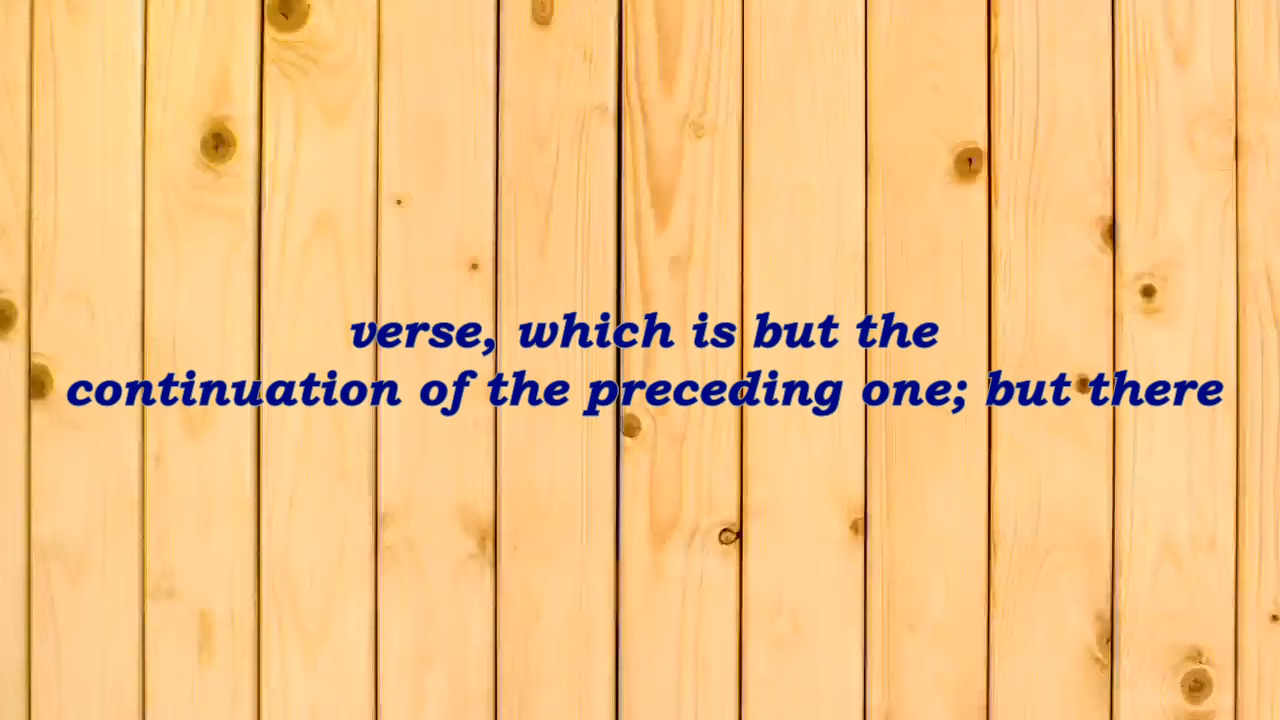 verse, which is but the
continuation of the preceding one; but there